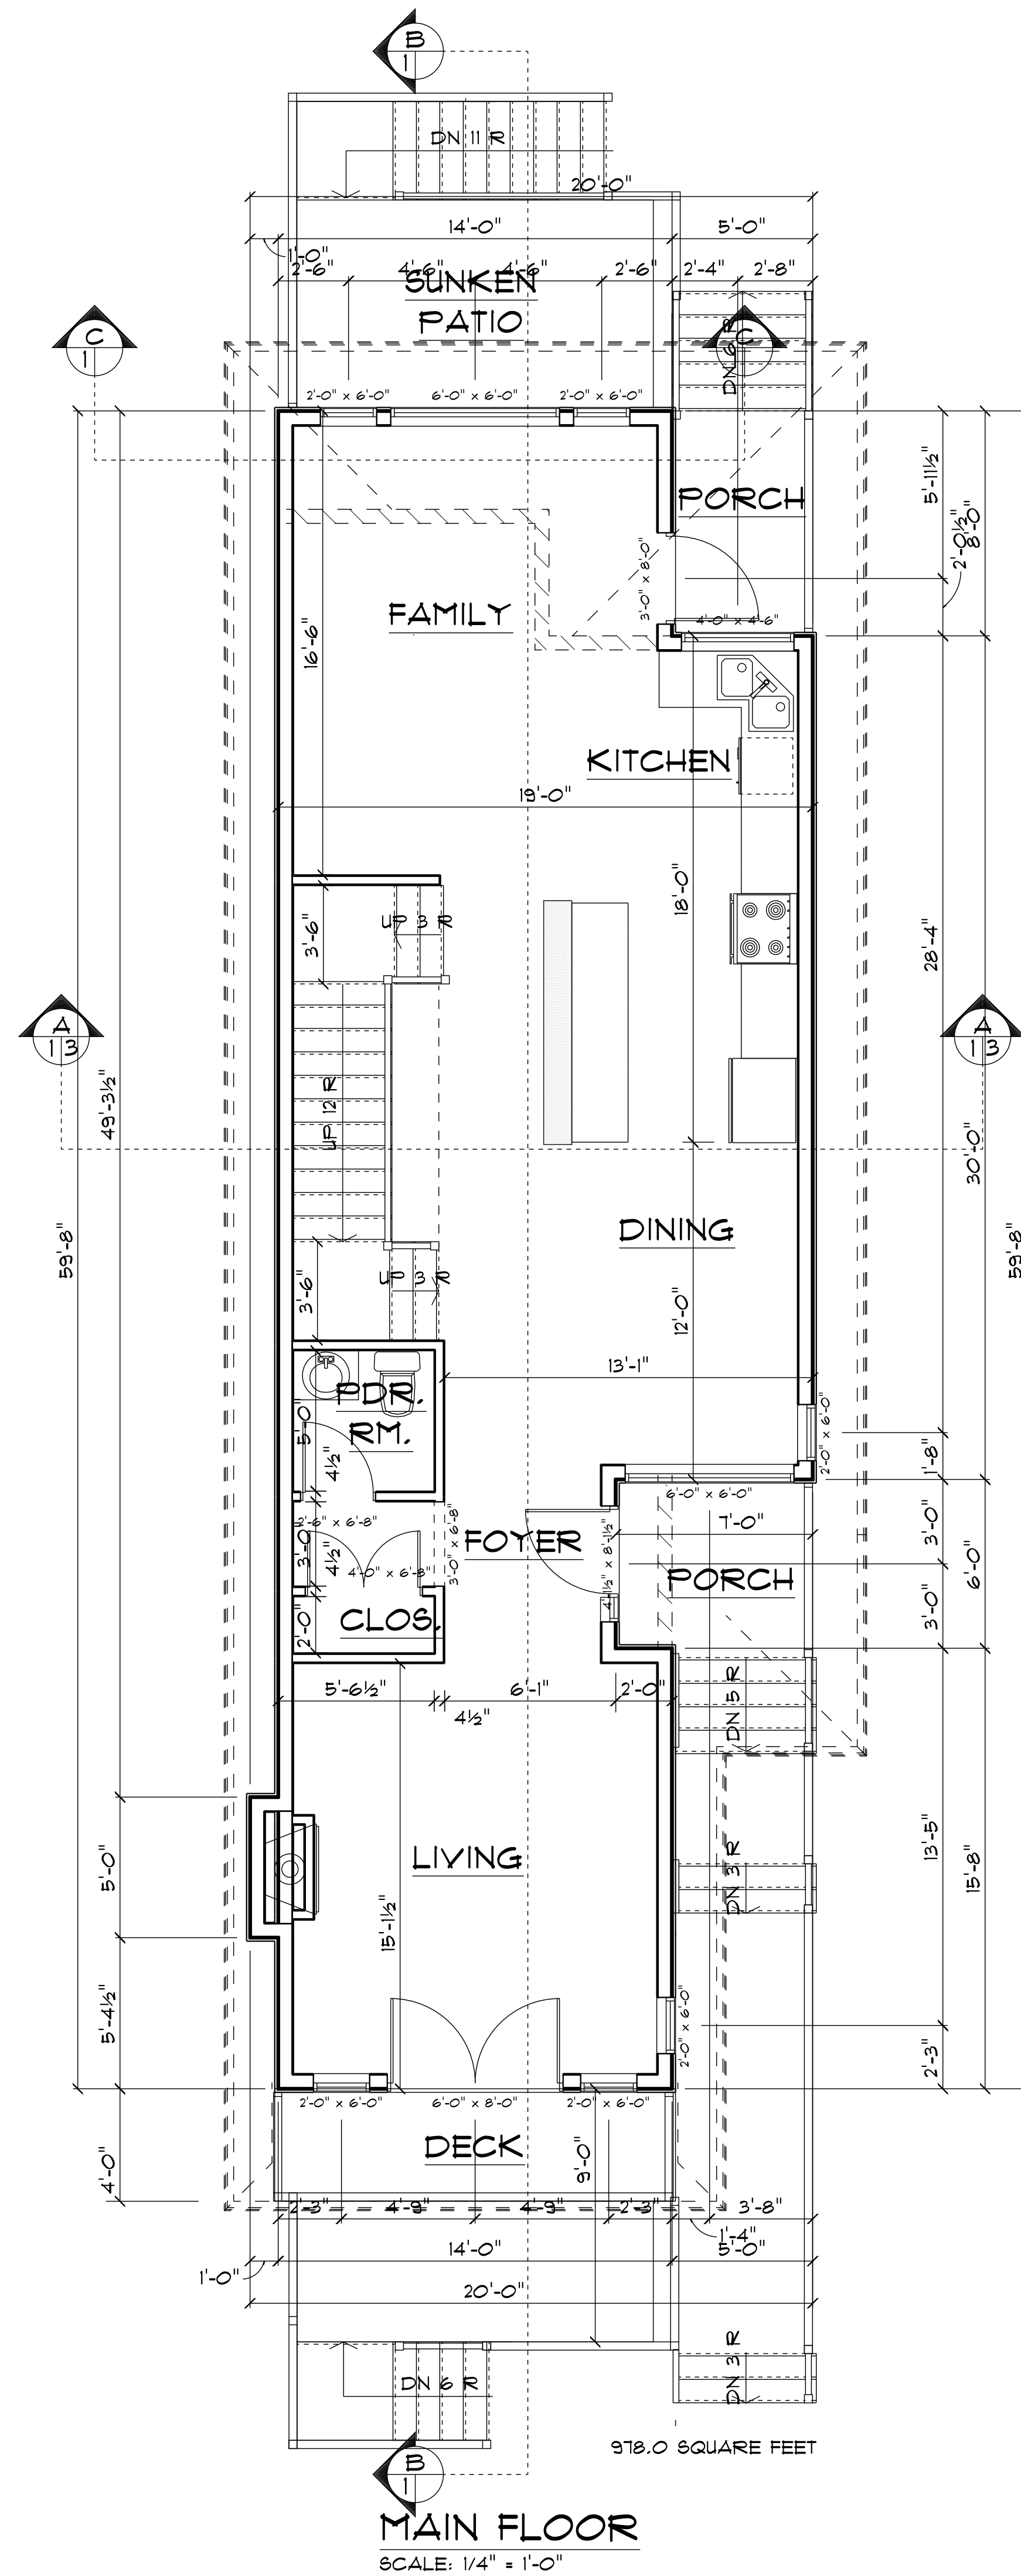 B
1
DN 11 R
20'-0"
14'-0"
5'-0"
1'-0"
2'-6"
4'-6"
4'-6"
2'-6"
2'-4"
2'-8"
SUNKEN
PATIO
DN 6 R
C
1
C
2'-0" x 6'-0"
6'-0" x 6'-0"
2'-0" x 6'-0"
5'-11½"
PORCH
2'-0½"
8'-0"
3'-0" x 8'-0"
FAMILY
4'-0" x 4'-6"
16'-6"
KITCHEN
19'-0"
18'-0"
UP 3 R
3'-6"
28'-4"
A
1 3
A
1 3
49'-3½"
UP 12 R
30'-0"
59'-8"
DINING
59'-8"
3'-6"
UP 3 R
12'-0"
13'-1"
PDR.
RM.
5'-0"
4½"
2'-0" x 6'-0"
1'-8"
6'-0" x 6'-0"
2'-6" x 6'-8"
3'-0"
4½"
4'-0" x 6'-8"
3'-0" x 6'-8"
FOYER
4'-1½" x 8'-1½"
7'-0"
3'-0"
6'-0"
PORCH
3'-0"
CLOS.
2'-0"
5'-6½"
4½"
6'-1"
2'-0"
DN 5 R
LIVING
5'-0"
15'-1½"
DN 3 R
13'-5"
15'-8"
5'-4½"
2'-0" x 6'-0"
2'-3"
2'-0" x 6'-0"
6'-0" x 8'-0"
2'-0" x 6'-0"
DECK
4'-0"
9'-0"
2'-3"
4'-9"
4'-9"
2'-3"
3'-8"
1'-4"
14'-0"
5'-0"
1'-0"
20'-0"
DN 3 R
DN 6 R
978.0 SQUARE FEET
B
1
MAIN FLOOR
SCALE: 1/4" = 1'-0"